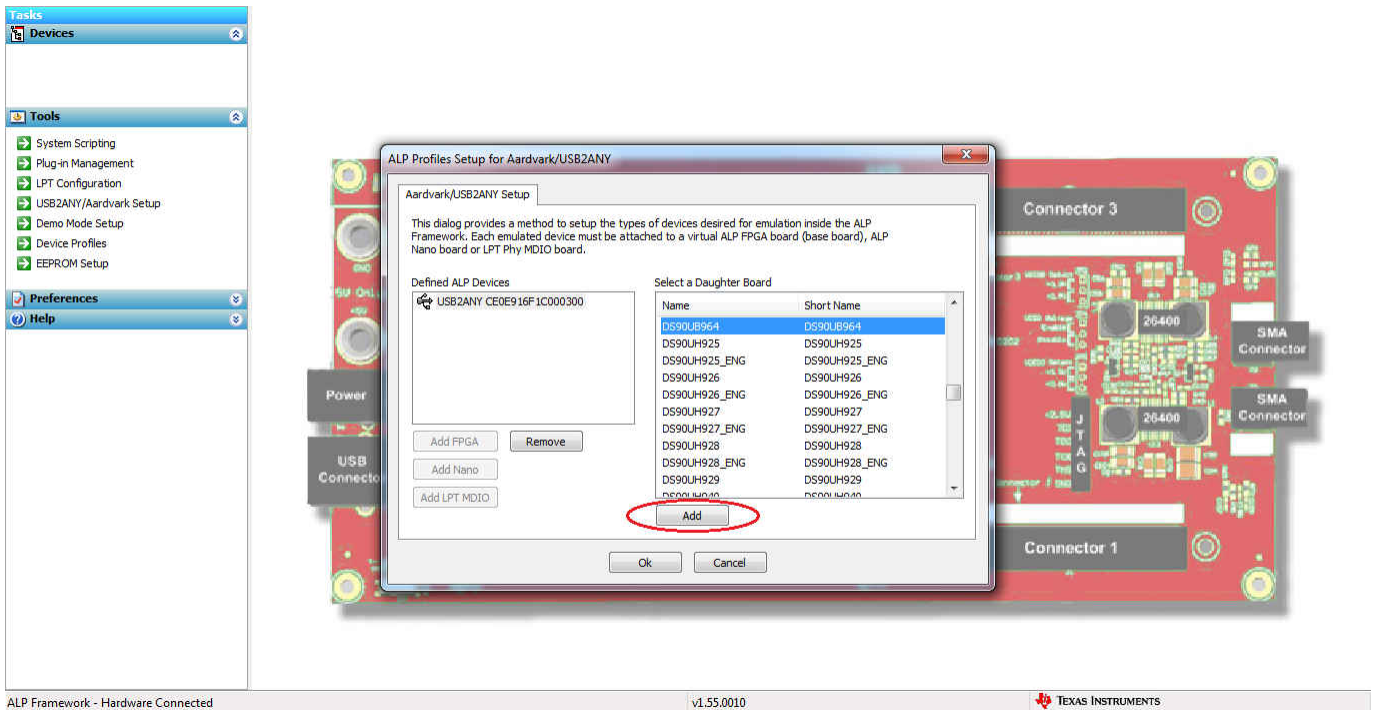 Tasks
Devices
Tools
System Scripting
Plug-in Management
LPT Configuration
USB2ANY/Aardvark Setup
Demo Mode Setup
Device Profiles
EEPROM Setup
Preferences
Help
ALP Profiles Setup for Aardvark/USB2ANY
Aardvark/USB2ANY Setup
This dialog provides a method to setup the types of devices desired for emulation inside the ALP
Framework. Each emulated device must be attached to a virtual ALP FPGA board (base board), ALP
Nano board or LPT Phy MDIO board.
Defined ALP Devices
USB2ANY CE0E916F1C000300
Add FPGA Remove
Add Nano
Add LPT MDIO
Select a Daughter Board
Name Short Name
DS90UB964 DS90UB964
DS90UH925 DS90UH925
DS90UH925_ENG DS90UH925_ENG
DS90UH926 DS90UH926
DS90UH926_ENG DS90UH926_ENG
DS90UH927 DS90UH927
DS90UH927_ENG DS90UH927_ENG
DS90UH928 DS90UH928
DS90UH928_ENG DS90UH928_ENG
DS90UH929 DS90UH929
DS90UH940 DS90UH940
Add
Ok Cancel
Power
USB
Connecto
Connector 3
26400
SMA
Connector
26400
SMA
Connector
JTAG
Connector 1
ALP Framework - Hardware Connected
v1.55.0010
TEXAS INSTRUMENTS